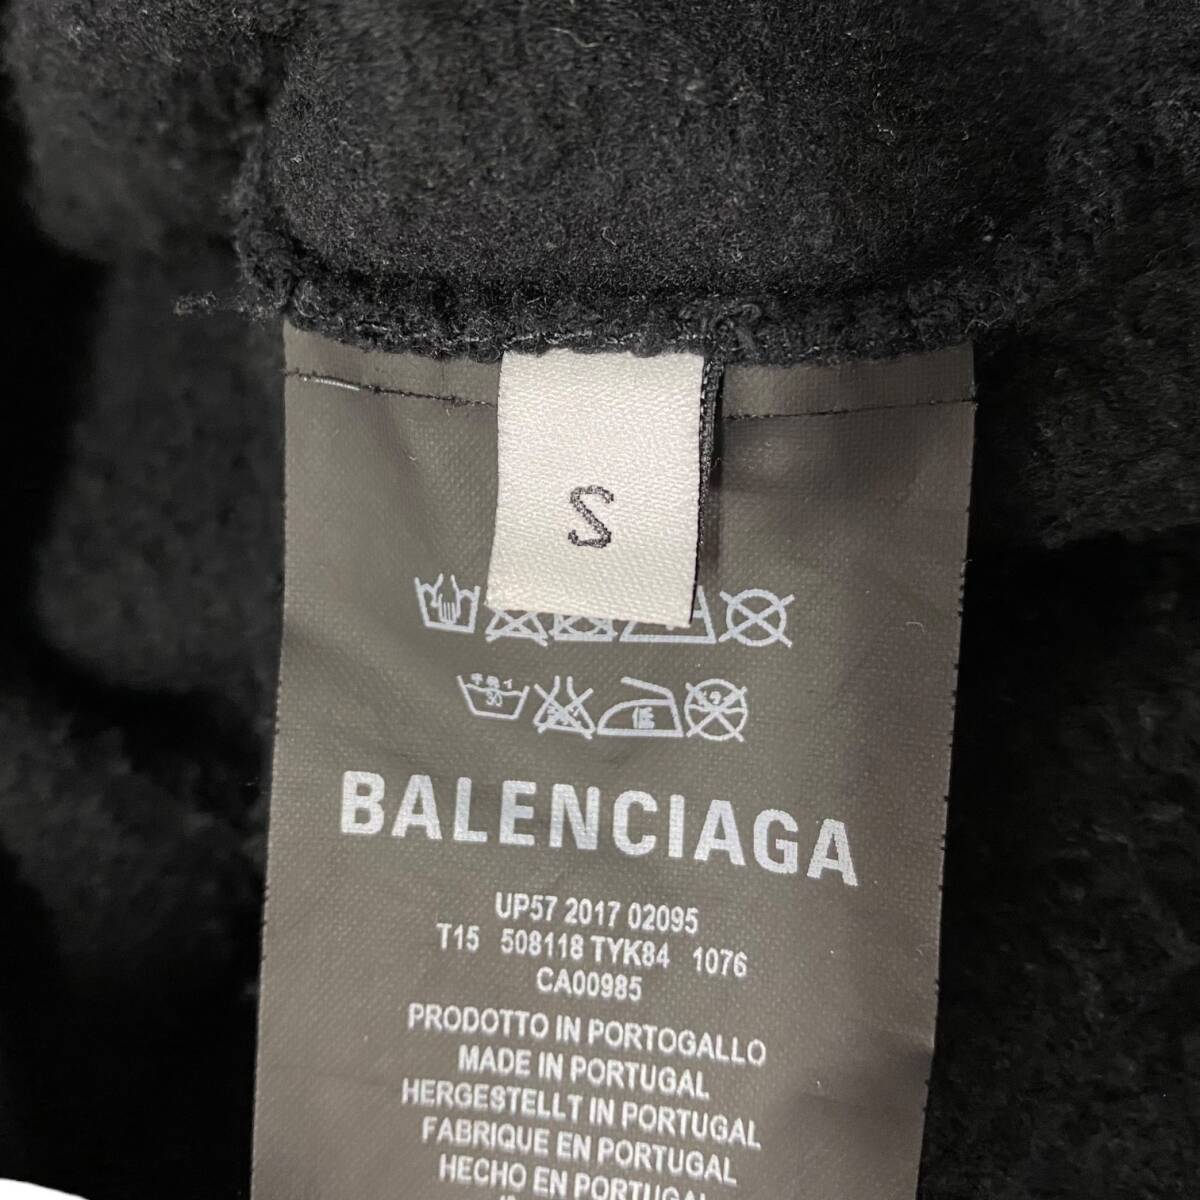 S
30
BALENCIAGA
UP57 2017 02095
T15 508118 TYK84 1076
CA00985
PRODOTTO IN PORTOGALLO
MADE IN PORTUGAL
HERGESTELLT IN PORTUGAL
FABRIQUE EN PORTUGAL
HECHO EN PORTUGAL